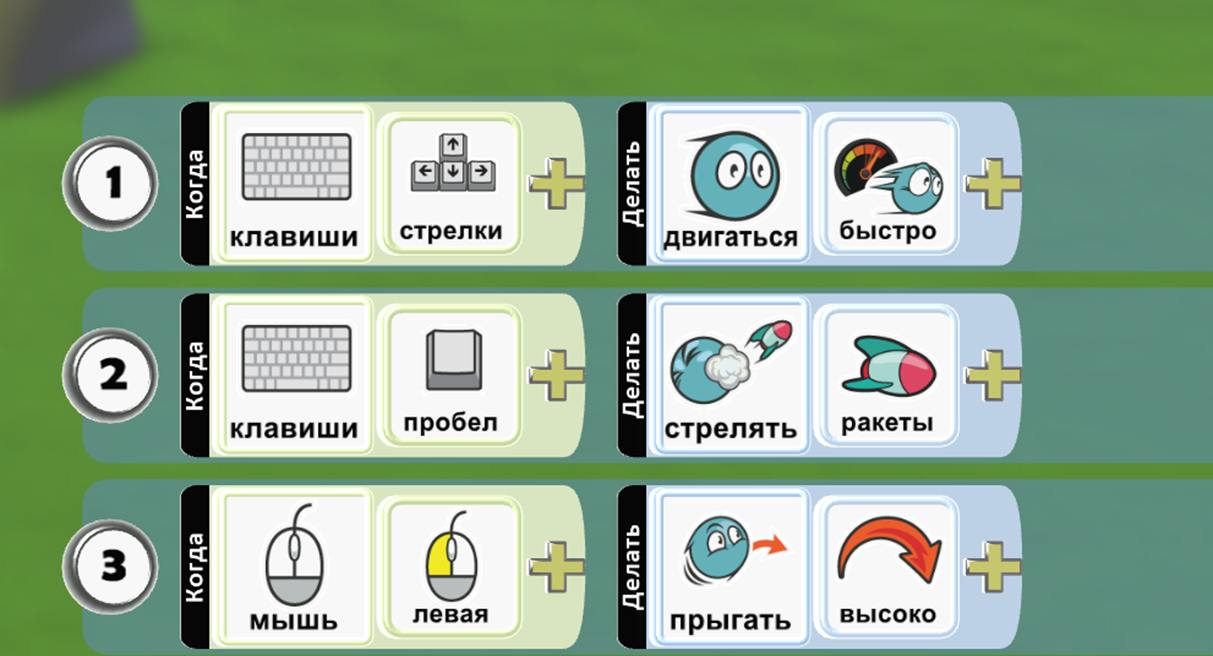 1
Когда
клавиши
стрелки
Делать
двигаться
быстро
2
Когда
клавиши
пробел
Делать
стрелять
ракеты
3
Когда
мышь
левая
Делать
прыгать
высоко